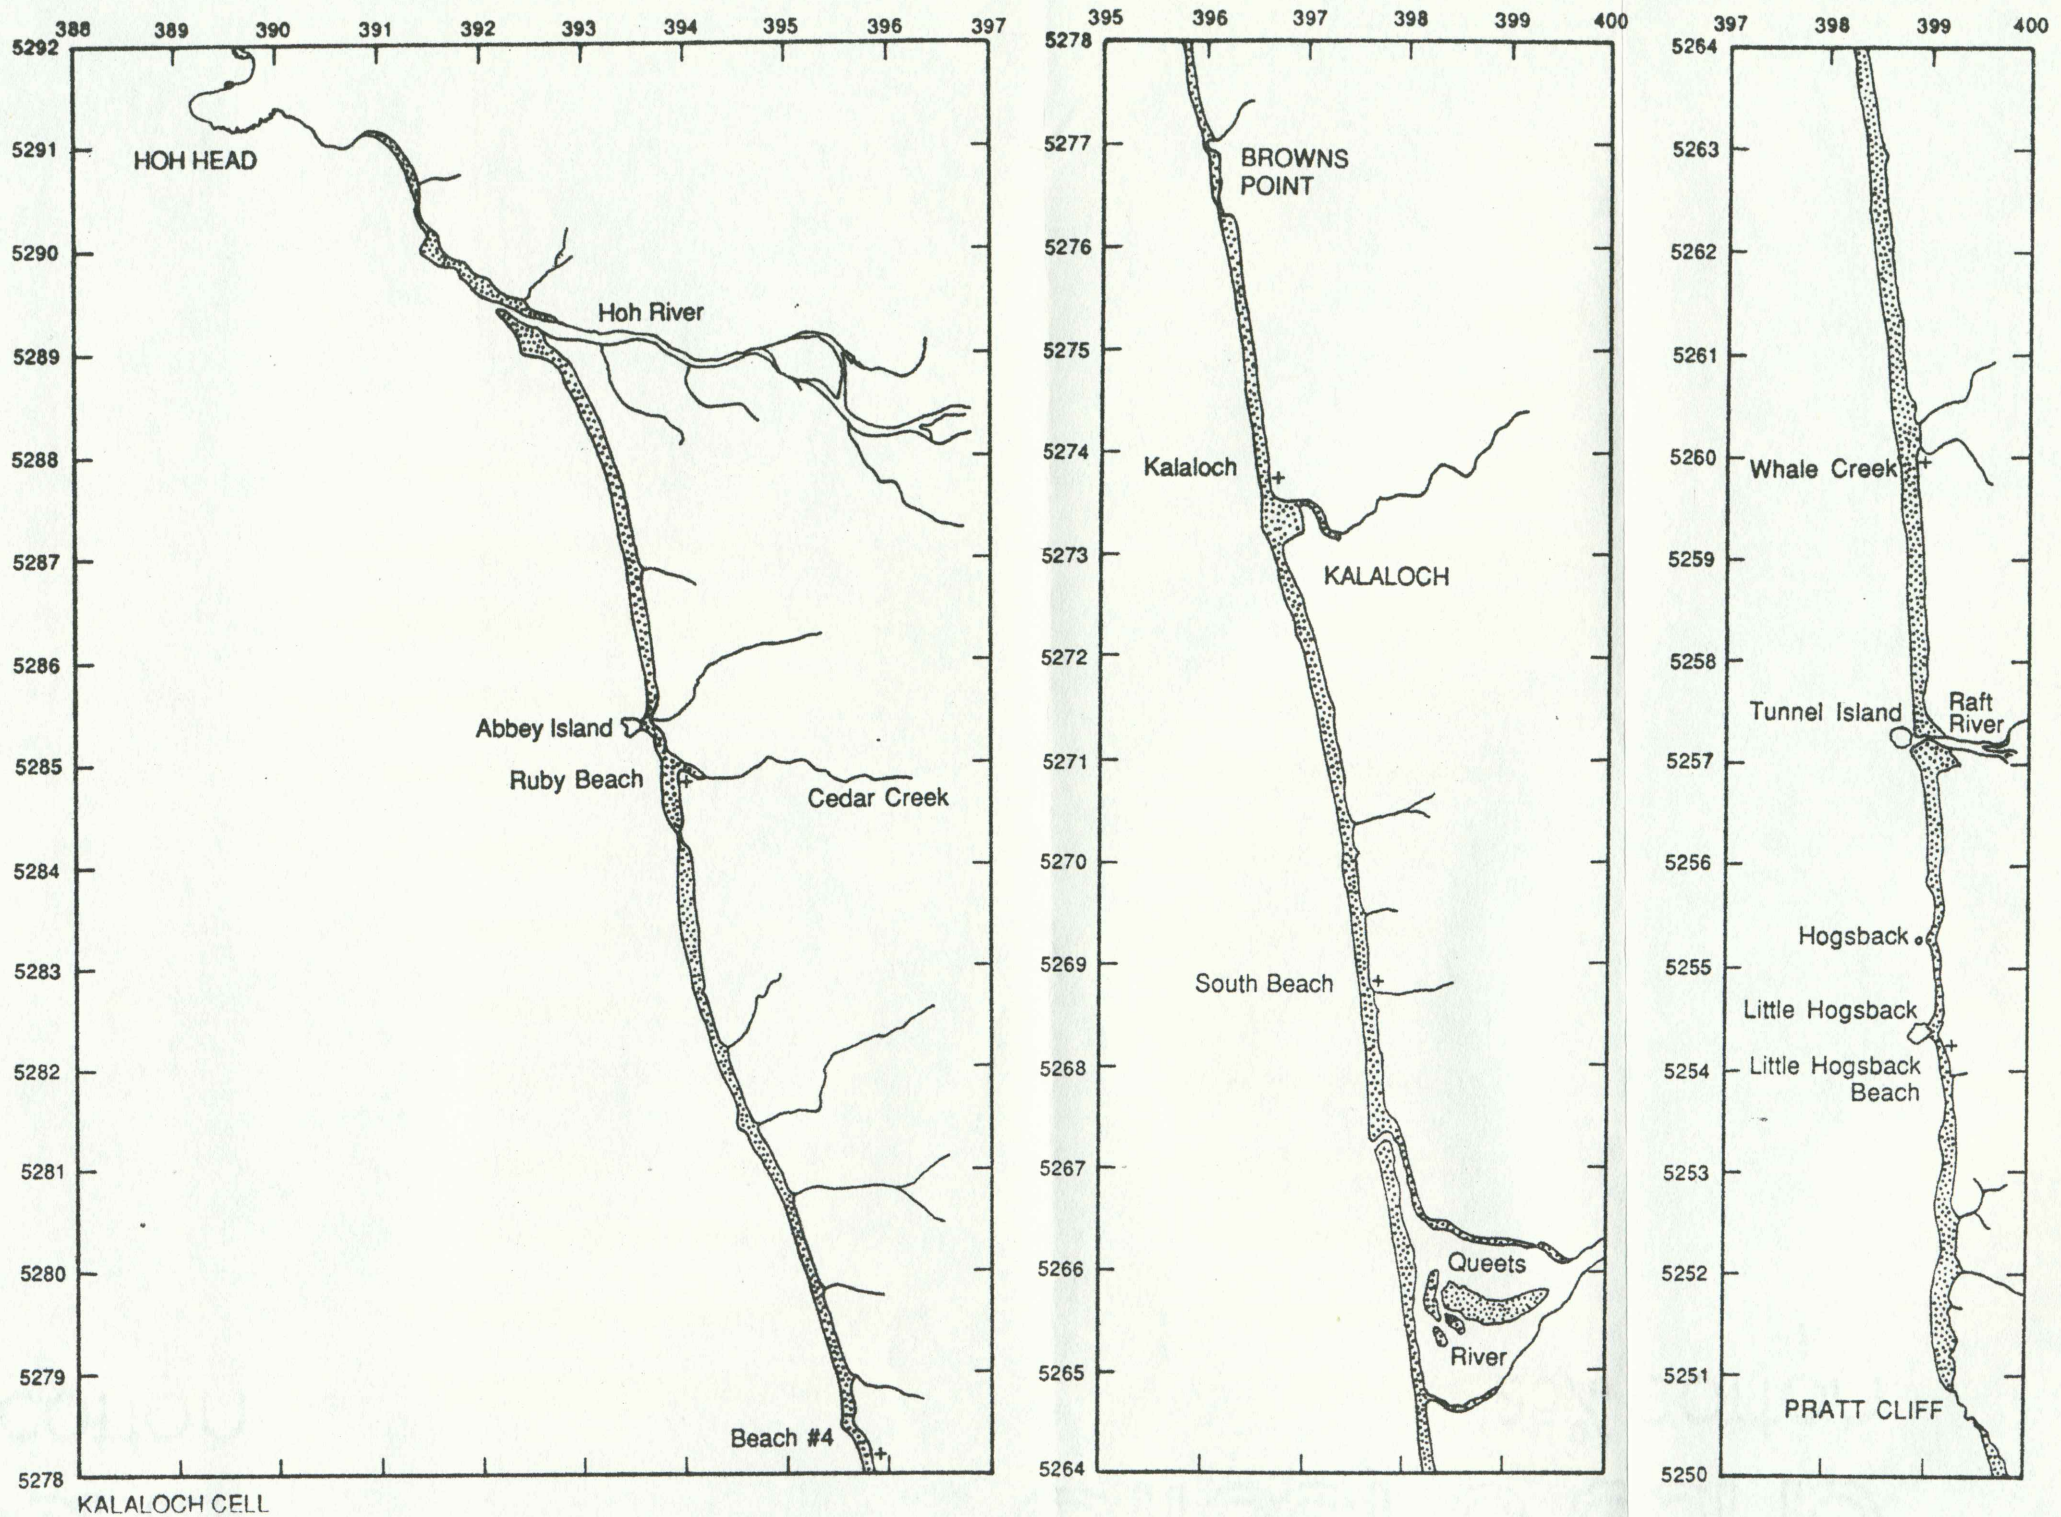 388 389 390 391 392 393 394 395 396 397
5292
5291
5290
5289
5288
5287
5286
5285
5284
5283
5282
5281
5280
5279
5278
HOH HEAD
Hoh River
Abbey Island
Ruby Beach
Cedar Creek
Beach #4
KALALOCH CELL
395 396 397 398 399 400
5278
5277
5276
5275
5274
5273
5272
5271
5270
5269
5268
5267
5266
5265
5264
BROWNS
POINT
Kalaloch
KALALOCH
South Beach
Queets
River
397 398 399 400
5264
5263
5262
5261
5260
5259
5258
5257
5256
5255
5254
5253
5252
5251
5250
Whale Creek
Tunnel Island
Raft
River
Hogsback
Little Hogsback
Little Hogsback
Beach
PRATT CLIFF